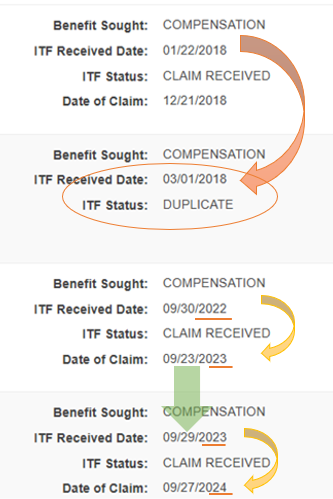 Benefit Sought: COMPENSATION
ITF Received Date: 01/22/2018
ITF Status: CLAIM RECEIVED
Date of Claim: 12/21/2018
Benefit Sought: COMPENSATION
ITF Received Date: 03/01/2018
ITF Status: DUPLICATE
Benefit Sought: COMPENSATION
ITF Received Date: 09/30/2022
ITF Status: CLAIM RECEIVED
Date of Claim: 09/23/2023
Benefit Sought: COMPENSATION
ITF Received Date: 09/29/2023
ITF Status: CLAIM RECEIVED
Date of Claim: 09/27/2024